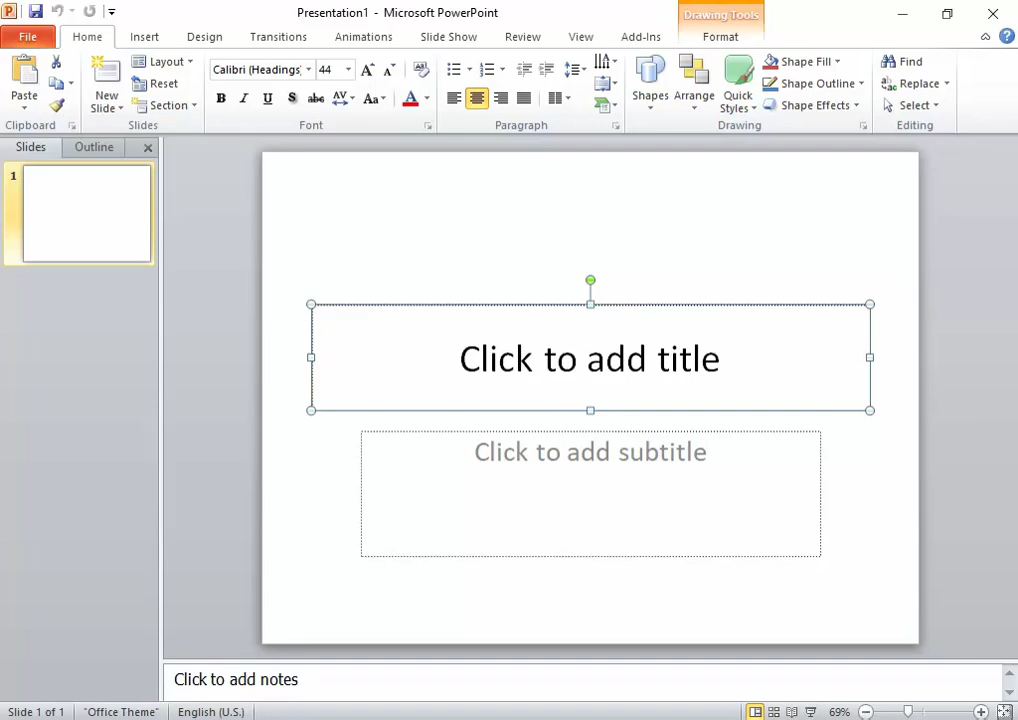 Presentation1 - Microsoft PowerPoint
Drawing Tools
File Home Insert Design Transitions Animations Slide Show Review View Add-Ins Format
Paste
New Slide
Layout
Reset
Section
Calibri (Headings) 44
B I U S abc AV Aa A
Shapes
Arrange
Quick Styles
Shape Fill
Shape Outline
Shape Effects
Find
Replace
Select
Clipboard Slides Font Paragraph Drawing Editing
Slides Outline
1
Click to add title
Click to add subtitle
Click to add notes
Slide 1 of 1 "Office Theme" English (U.S.) 69%